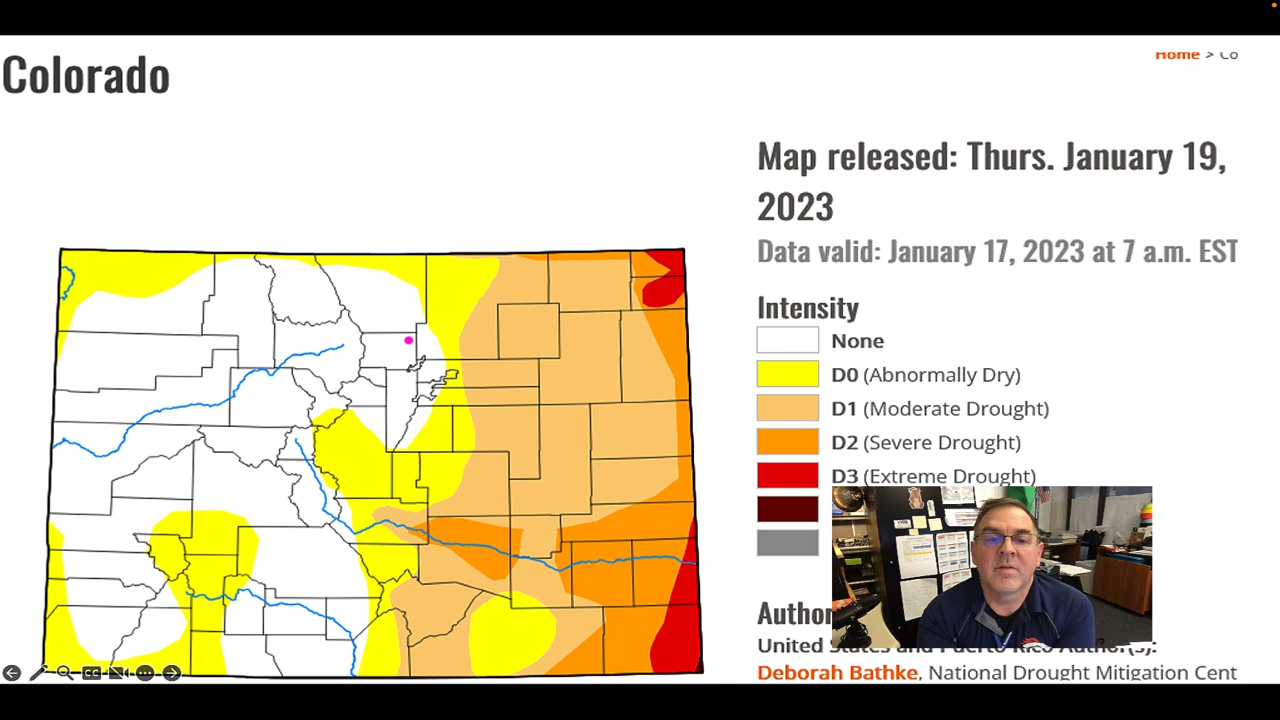 Colorado
Home > Co
Map released: Thurs. January 19,
2023
Data valid: January 17, 2023 at 7 a.m. EST
Intensity
None
D0 (Abnormally Dry)
D1 (Moderate Drought)
D2 (Severe Drought)
D3 (Extreme Drought)
Author
United States and Puerto Rico Author(s):
Deborah Bathke, National Drought Mitigation Cent